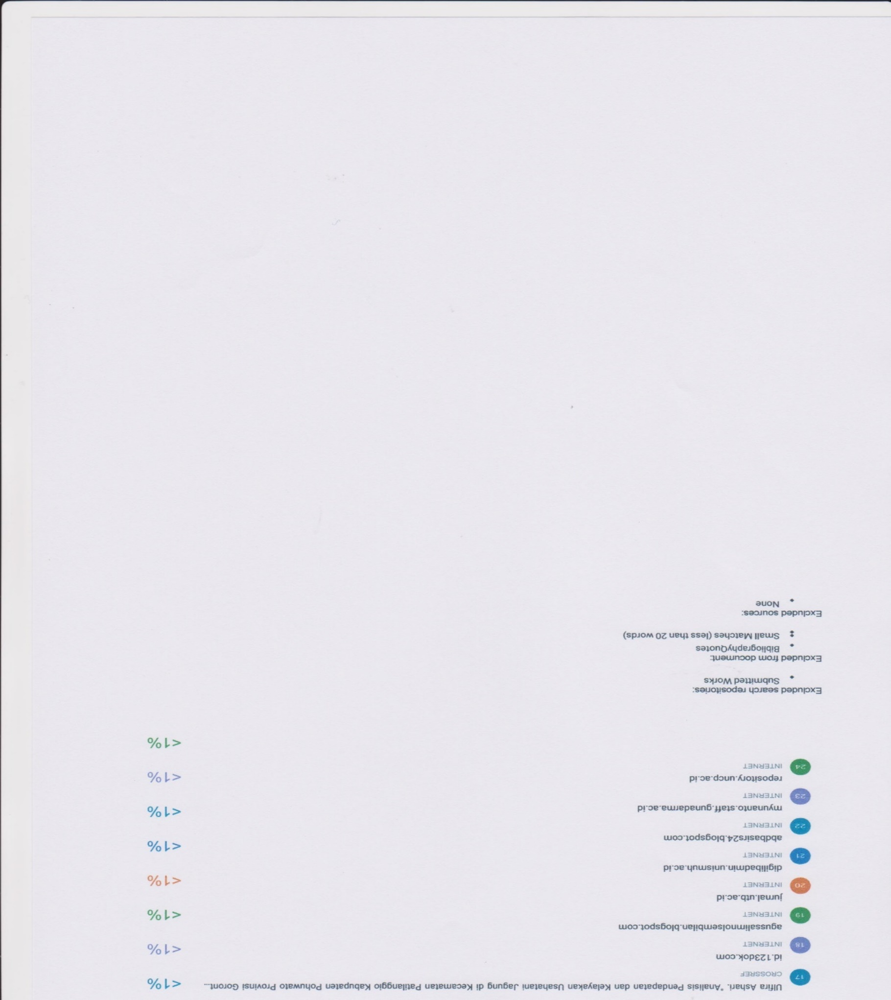 17 Ulfira Ashari. "Analisis Pendapatan dan Kelayakan Usahatani Jagung di Kecamatan Patilanggio Kabupaten Pohuwato Provinsi Goront... <1%
CROSSREF
18 id.123dok.com <1%
INTERNET
19 agussalimnolsembilan.blogspot.com <1%
INTERNET
20 jurnal.utb.ac.id <1%
INTERNET
21 digilibadmin.unismuh.ac.id <1%
INTERNET
22 abdbasirs24.blogspot.com <1%
INTERNET
23 myunanto.staff.gunadarma.ac.id <1%
INTERNET
24 repository.uncp.ac.id <1%
INTERNET
Excluded search repositories:
• Submitted Works
Excluded from document:
• BibliographyQuotes
• Small Matches (less than 20 words)
Excluded sources:
• None